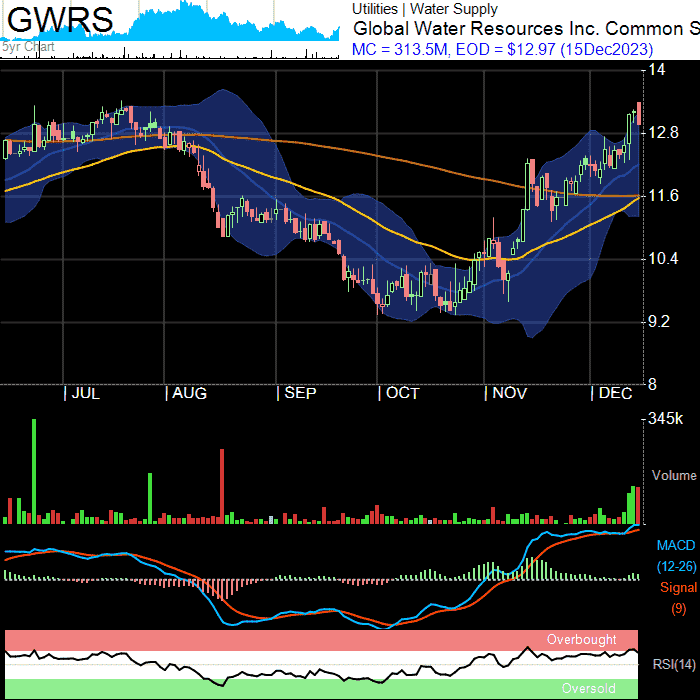 GWRS
5yr Chart
Utilities | Water Supply
Global Water Resources Inc. Common S
MC = 313.5M, EOD = $12.97 (15Dec2023)
14
12.8
11.6
10.4
9.2
8
| JUL | AUG | SEP | OCT | NOV | DEC
345k
Volume
MACD
(12-26)
Signal
(9)
Overbought
RSI(14)
Oversold